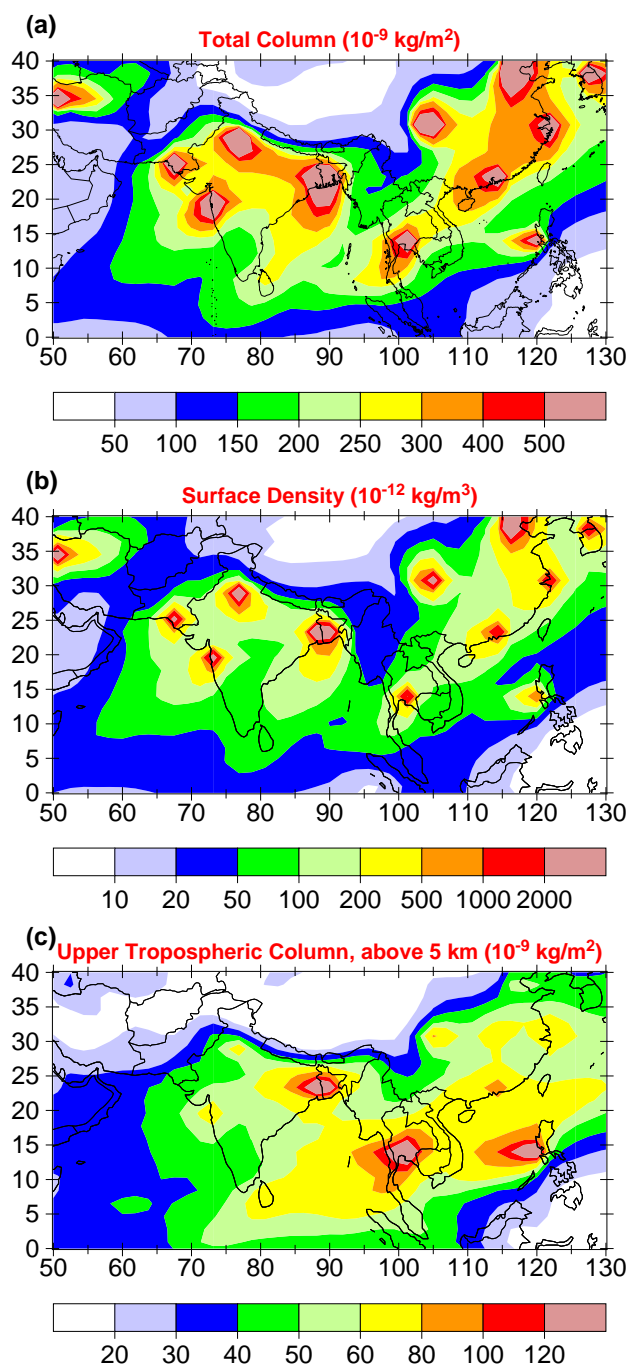 (a)
Total Column (10⁻⁹ kg/m²)
40
35
30
25
20
15
10
5
0
50 60 70 80 90 100 110 120 130
50 100 150 200 250 300 400 500
(b)
Surface Density (10⁻¹² kg/m³)
40
35
30
25
20
15
10
5
0
50 60 70 80 90 100 110 120 130
10 20 50 100 200 500 1000 2000
(c)
Upper Tropospheric Column, above 5 km (10⁻⁹ kg/m²)
40
35
30
25
20
15
10
5
0
50 60 70 80 90 100 110 120 130
20 30 40 50 60 80 100 120